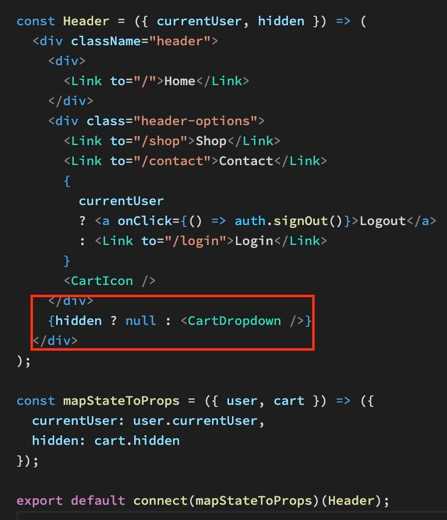 const Header = ({ currentUser, hidden }) => (
  <div className="header">
    <div>
      <Link to="/">Home</Link>
    </div>
    <div class="header-options">
      <Link to="/shop">Shop</Link>
      <Link to="/contact">Contact</Link>
      {
        currentUser
        ? <a onClick={() => auth.signOut()}>Logout</a>
        : <Link to="/login">Login</Link>
      }
      <CartIcon />
    </div>
    {hidden ? null : <CartDropdown />}
  </div>
);

const mapStateToProps = ({ user, cart }) => ({
  currentUser: user.currentUser,
  hidden: cart.hidden
});

export default connect(mapStateToProps)(Header);